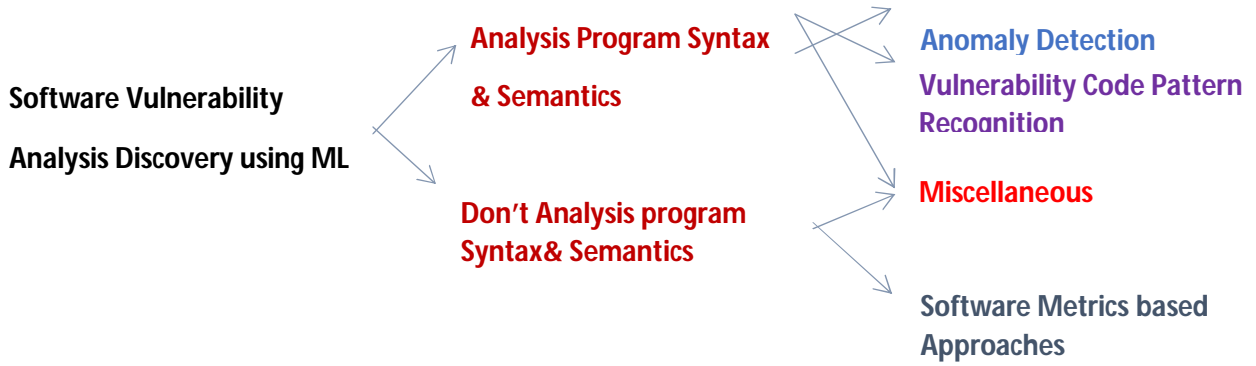 Software Vulnerability
Analysis Discovery using ML
Analysis Program Syntax
& Semantics
Don't Analysis program
Syntax& Semantics
Anomaly Detection
Vulnerability Code Pattern
Recognition
Miscellaneous
Software Metrics based
Approaches